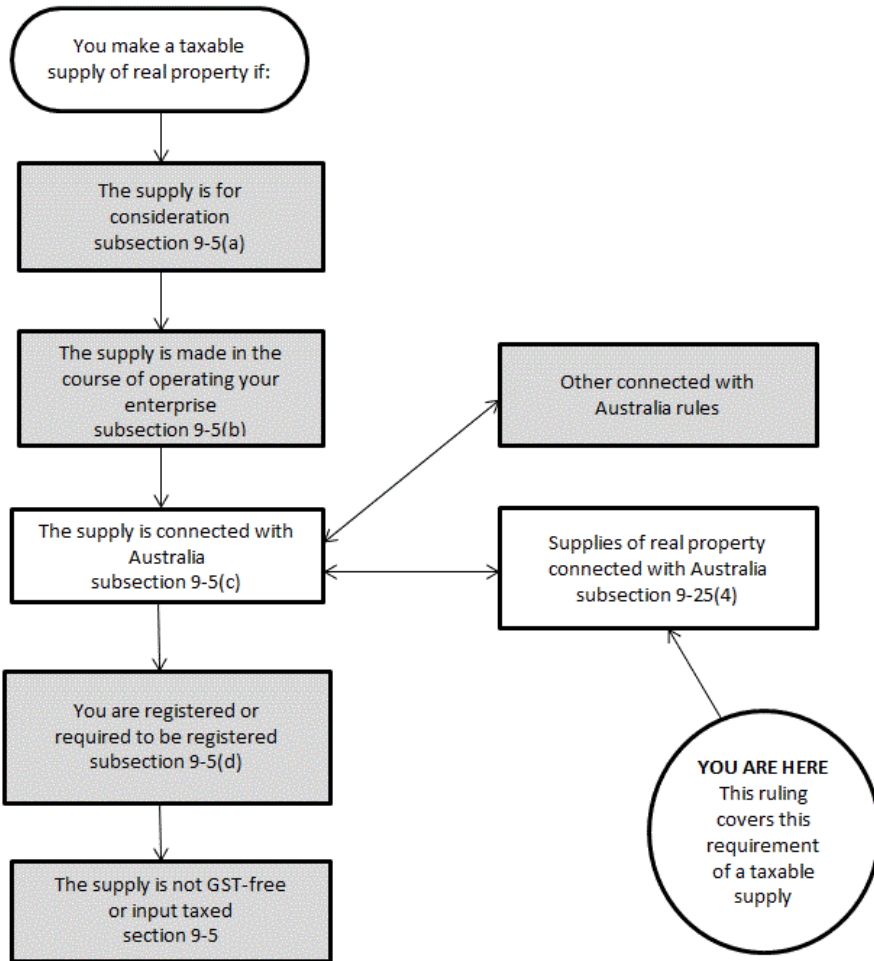 You make a taxable
supply of real property if:
The supply is for
consideration
subsection 9-5(a)
The supply is made in the
course of operating your
enterprise
subsection 9-5(b)
Other connected with
Australia rules
The supply is connected with
Australia
subsection 9-5(c)
Supplies of real property
connected with Australia
subsection 9-25(4)
You are registered or
required to be registered
subsection 9-5(d)
YOU ARE HERE
This ruling
covers this
requirement
of a taxable
supply
The supply is not GST-free
or input taxed
section 9-5